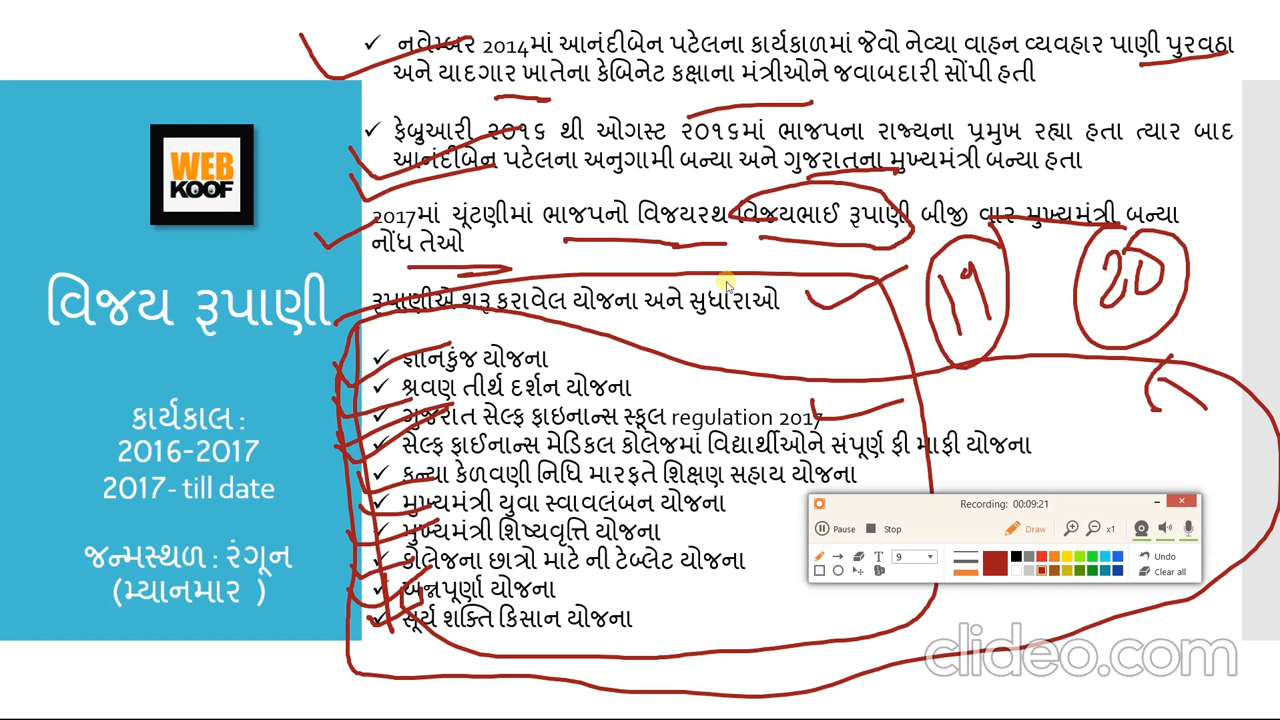 WEB
KOOF
વિજય રૂપાણી
કાર્યકાલ :
2016-2017
2017- till date
જન્મસ્થળ : રંગૂન
(મ્યાનમાર )
✓ નવેમ્બર 2014માં આનંદીબેન પટેલના કાર્યકાળમાં જેવો નેવ્યા વાહન વ્યવહાર પાણી પુરવઠા
અને યાદગાર ખાતેના કેબિનેટ કક્ષાના મંત્રીઓને જવાબદારી સોંપી હતી
✓ ફેબ્રુઆરી ૨૦૧૬ થી ઓગસ્ટ ૨૦૧૬માં ભાજપના રાજ્યના પ્રમુખ રહ્યા હતા ત્યાર બાદ
આનંદીબેન પટેલના અનુગામી બન્યા અને ગુજરાતના મુખ્યમંત્રી બન્યા હતા
2017માં ચૂંટણીમાં ભાજપનો વિજયરથ વિજયભાઈ રૂપાણી બીજી વાર મુખ્યમંત્રી બન્યા
નોંધ તેઓ
19 20
રૂપાણીએ શરૂ કરાવેલ યોજના અને સુધારાઓ
✓ જ્ઞાનકુંજ યોજના
✓ શ્રવણ તીર્થ દર્શન યોજના
✓ ગુજરાત સેલ્ફ ફાઇનાન્સ સ્કૂલ regulation 2017
✓ સેલ્ફ ફાઈનાન્સ મેડિકલ કોલેજમાં વિદ્યાર્થીઓને સંપૂર્ણ ફી માફી યોજના
✓ કન્યા કેળવણી નિધિ મારફતે શિક્ષણ સહાય યોજના
✓ મુખ્યમંત્રી યુવા સ્વાવલંબન યોજના
✓ મુખ્યમંત્રી શિષ્યવૃત્તિ યોજના
✓ કોલેજના છાત્રો માટે ની ટેબ્લેટ યોજના
✓ અન્નપૂર્ણા યોજના
✓ સૂર્ય શક્તિ કિસાન યોજના
Recording: 00:09:21
Pause Stop Draw x1
T 9 Undo
Clear all
clideo.com